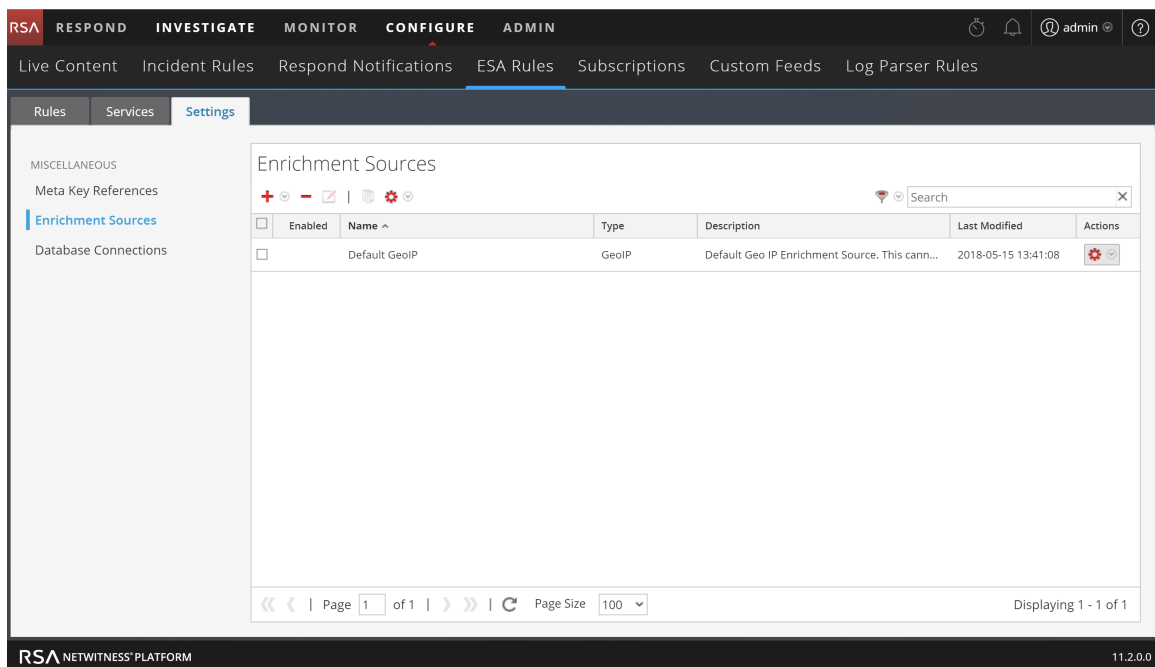 RSA RESPOND INVESTIGATE MONITOR CONFIGURE ADMIN admin ?
Live Content Incident Rules Respond Notifications ESA Rules Subscriptions Custom Feeds Log Parser Rules
Rules Services Settings
MISCELLANEOUS
Meta Key References
Enrichment Sources
Database Connections
Enrichment Sources
Search
Enabled Name Type Description Last Modified Actions
Default GeoIP GeoIP Default Geo IP Enrichment Source. This cann... 2018-05-15 13:41:08
Page 1 of 1 Page Size 100 Displaying 1 - 1 of 1
RSA NETWITNESS® PLATFORM 11.2.0.0